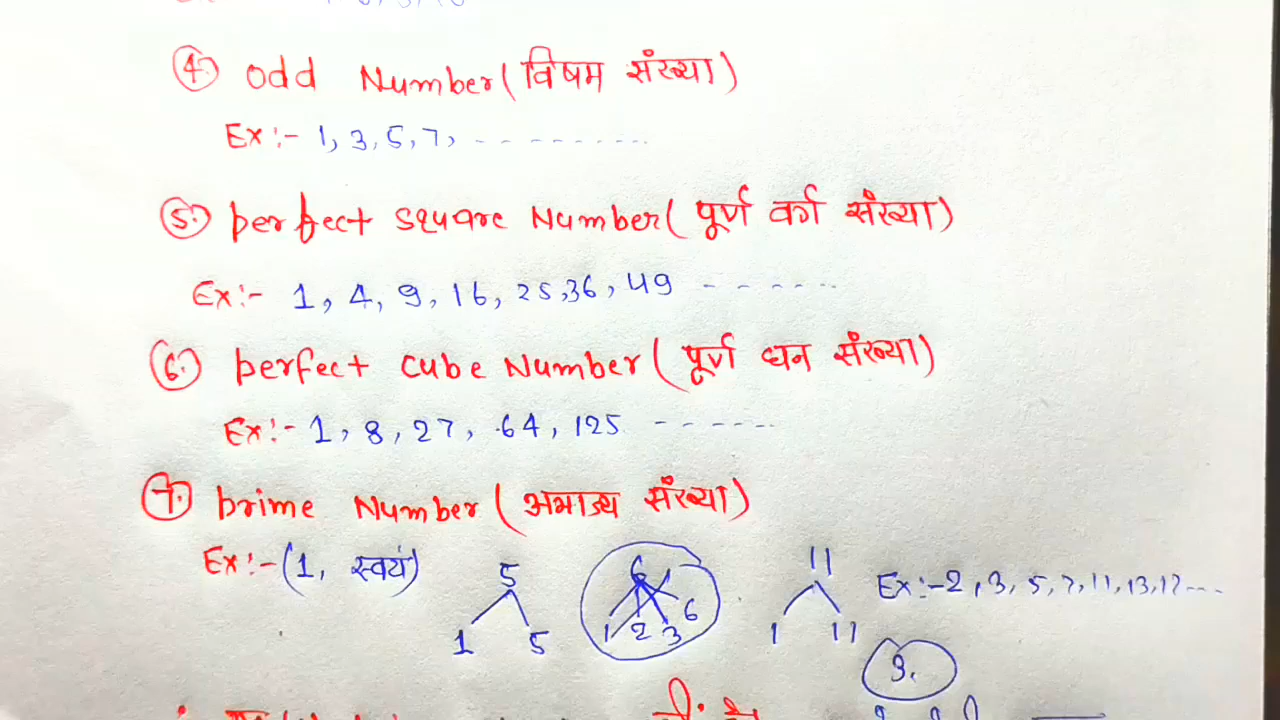 ④ odd Number (विषम संख्या)
Ex:- 1, 3, 5, 7, ---------
⑤ perfect square Number (पूर्ण वर्ग संख्या)
Ex:- 1, 4, 9, 16, 25, 36, 49 ------
⑥ perfect cube Number (पूर्ण घन संख्या)
Ex:- 1, 8, 27, 64, 125 ------
⑦ prime Number (अभाज्य संख्या)
Ex:- (1, स्वयं) 5 6 11 Ex:- 2, 3, 5, 7, 11, 13, 17 ---
1 5 1 2 3 6 1 11
9.